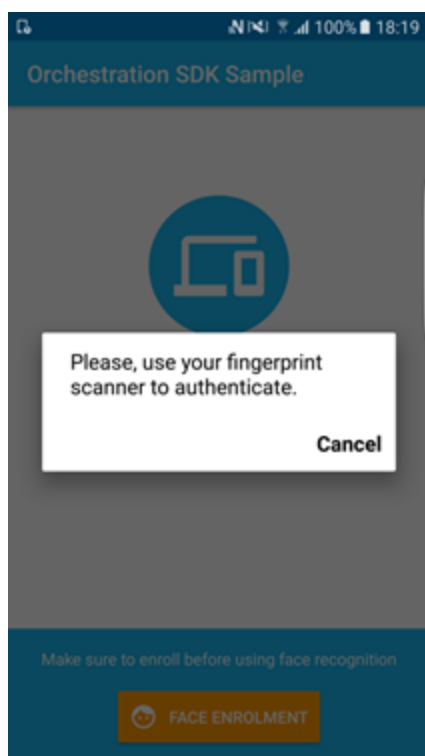 100% 18:19
Orchestration SDK Sample
Please, use your fingerprint
scanner to authenticate.
Cancel
Make sure to enroll before using face recognition
FACE ENROLMENT